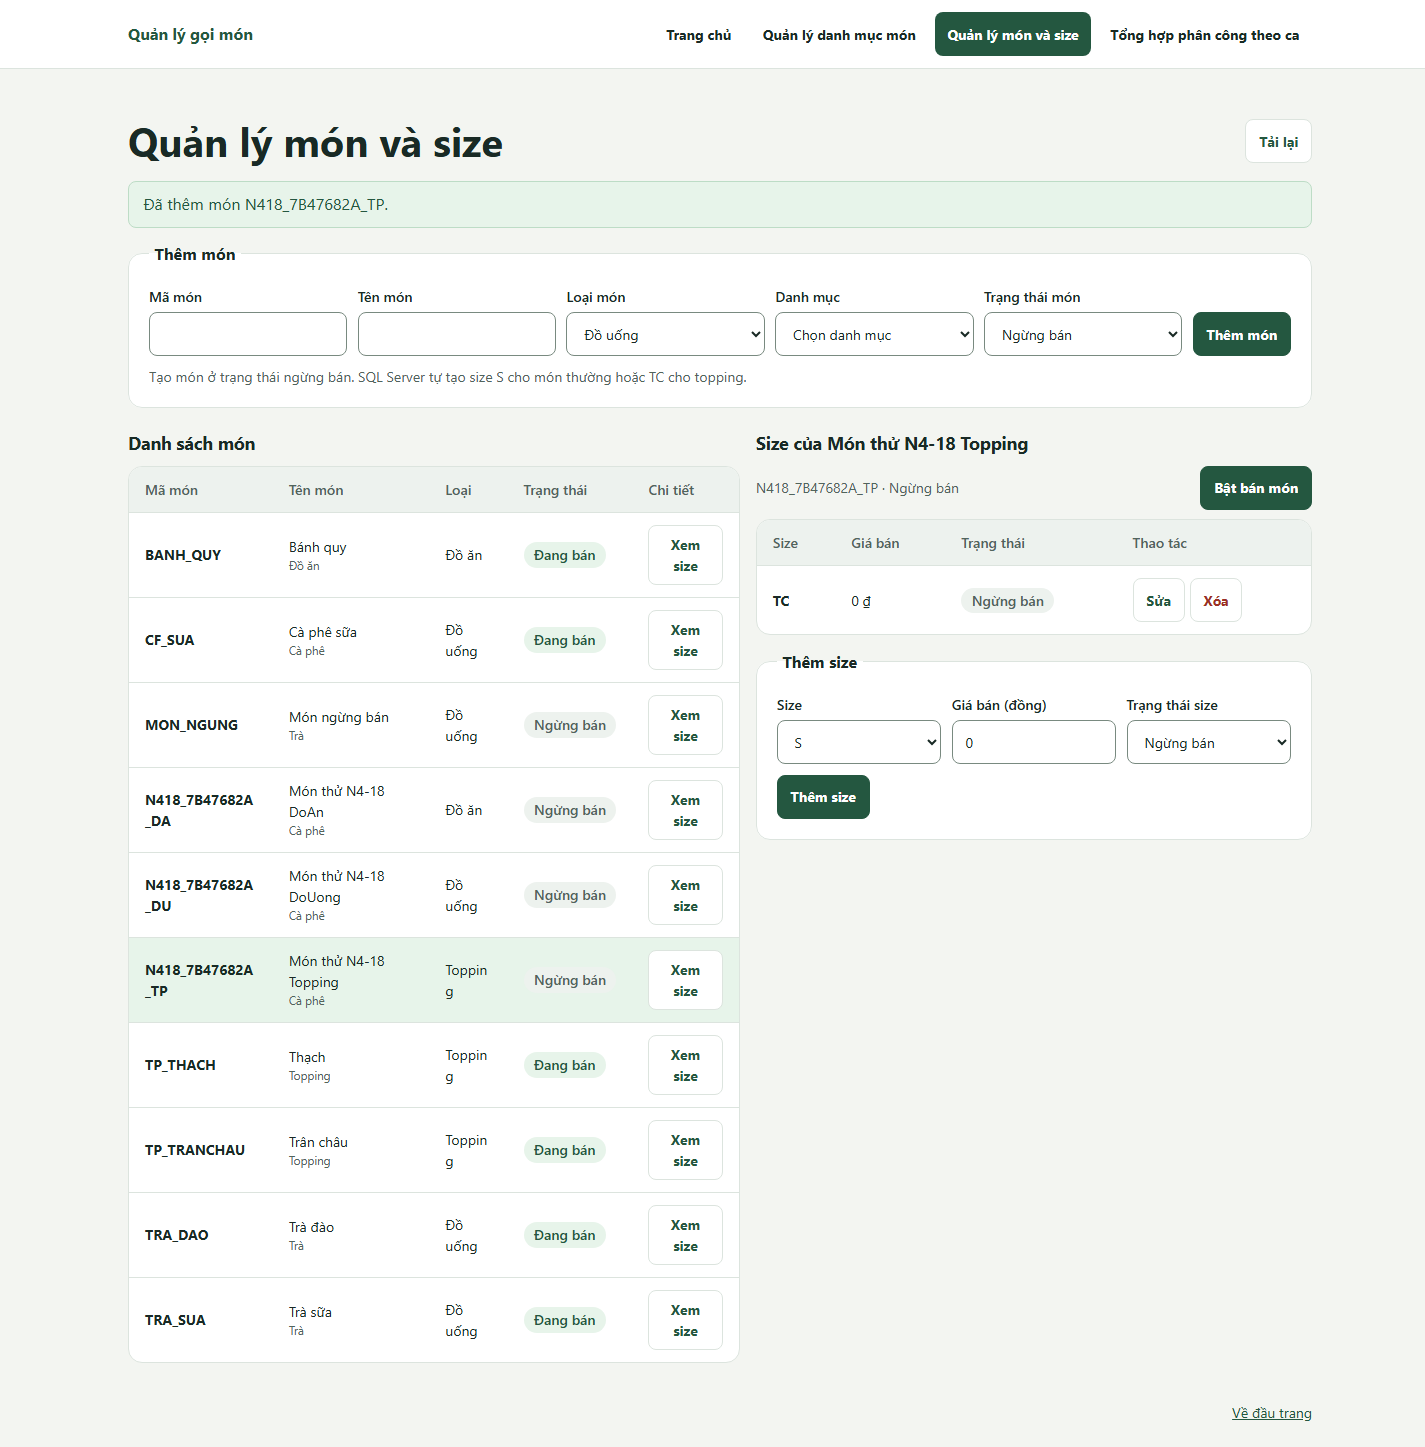 Quản lý gọi món
Trang chủ
Quản lý danh mục món
Quản lý món và size
Tổng hợp phân công theo ca
Quản lý món và size
Tải lại
Đã thêm món N418_7B47682A_TP.
Thêm món
Mã món
Tên món
Loại món
Danh mục
Trạng thái món
Đồ uống
Chọn danh mục
Ngừng bán
Thêm món
Tạo món ở trạng thái ngừng bán. SQL Server tự tạo size S cho món thường hoặc TC cho topping.
Danh sách món
Mã món
Tên món
Loại
Trạng thái
Chi tiết
BANH_QUY
Bánh quy
Đồ ăn
Đồ ăn
Đang bán
Xem
size
CF_SUA
Cà phê sữa
Cà phê
Đồ
uống
Đang bán
Xem
size
MON_NGUNG
Món ngừng bán
Trà
Đồ
uống
Ngừng bán
Xem
size
N418_7B47682A
_DA
Món thử N4-18
DoAn
Cà phê
Đồ ăn
Ngừng bán
Xem
size
N418_7B47682A
_DU
Món thử N4-18
DoUong
Cà phê
Đồ
uống
Ngừng bán
Xem
size
N418_7B47682A
_TP
Món thử N4-18
Topping
Cà phê
Toppin
g
Ngừng bán
Xem
size
TP_THACH
Thạch
Topping
Toppin
g
Đang bán
Xem
size
TP_TRANCHAU
Trân châu
Topping
Toppin
g
Đang bán
Xem
size
TRA_DAO
Trà đào
Trà
Đồ
uống
Đang bán
Xem
size
TRA_SUA
Trà sữa
Trà
Đồ
uống
Đang bán
Xem
size
Size của Món thử N4-18 Topping
N418_7B47682A_TP · Ngừng bán
Bật bán món
Size
Giá bán
Trạng thái
Thao tác
TC
0 ₫
Ngừng bán
Sửa
Xóa
Thêm size
Size
Giá bán (đồng)
Trạng thái size
S
0
Ngừng bán
Thêm size
Về đầu trang